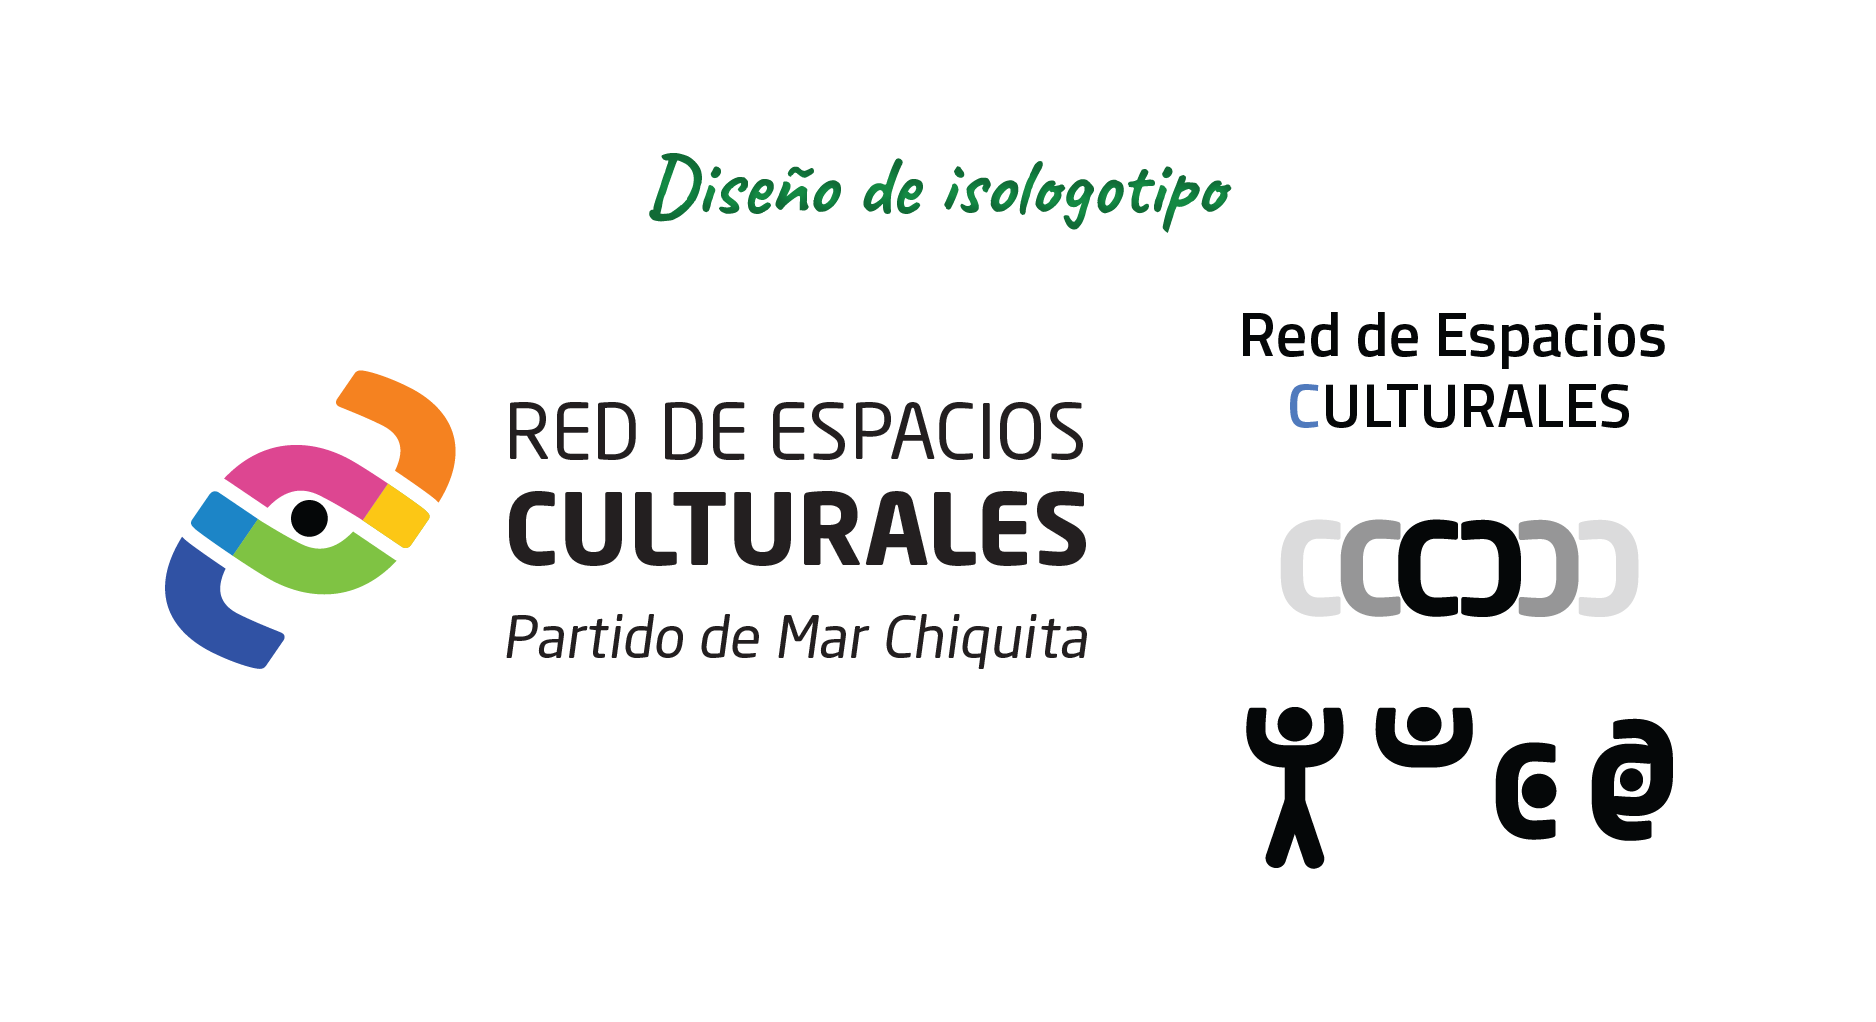 Diseño de isologotipo
RED DE ESPACIOS
CULTURALES
Partido de Mar Chiquita
Red de Espacios
CULTURALES